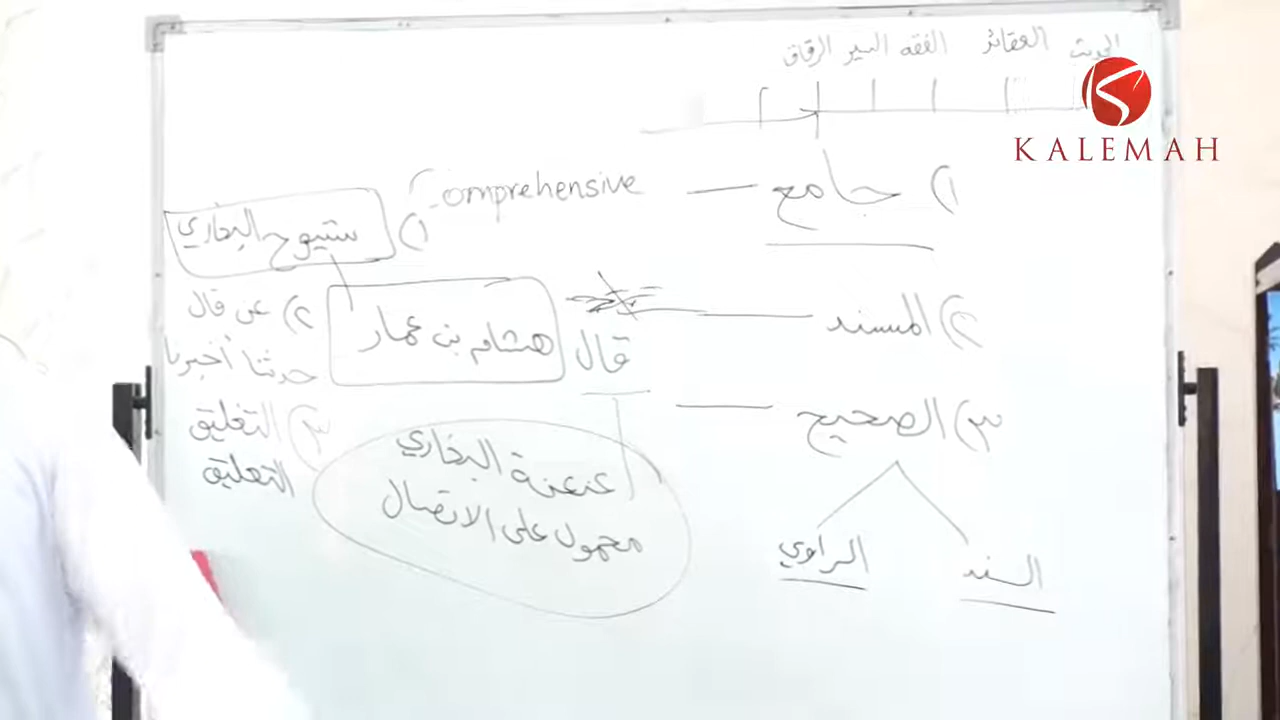 الحديث العقائد الفقه السير الرقاق
KALEMAH
١) جامع — Comprehensive
١) شيوخ البخاري
٢) المسند
قال هشام بن عمار
٢) عن قال
حدثنا أخبرنا
٣) الصحيح
٣) التعليق
التعليق
عنعنة البخاري
محمول على الاتصال
السند
الراوي